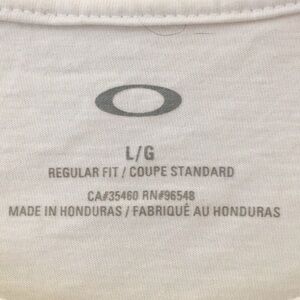 L/G
REGULAR FIT / COUPE STANDARD
CA#35460 RN#96548
MADE IN HONDURAS / FABRIQUÉ AU HONDURAS